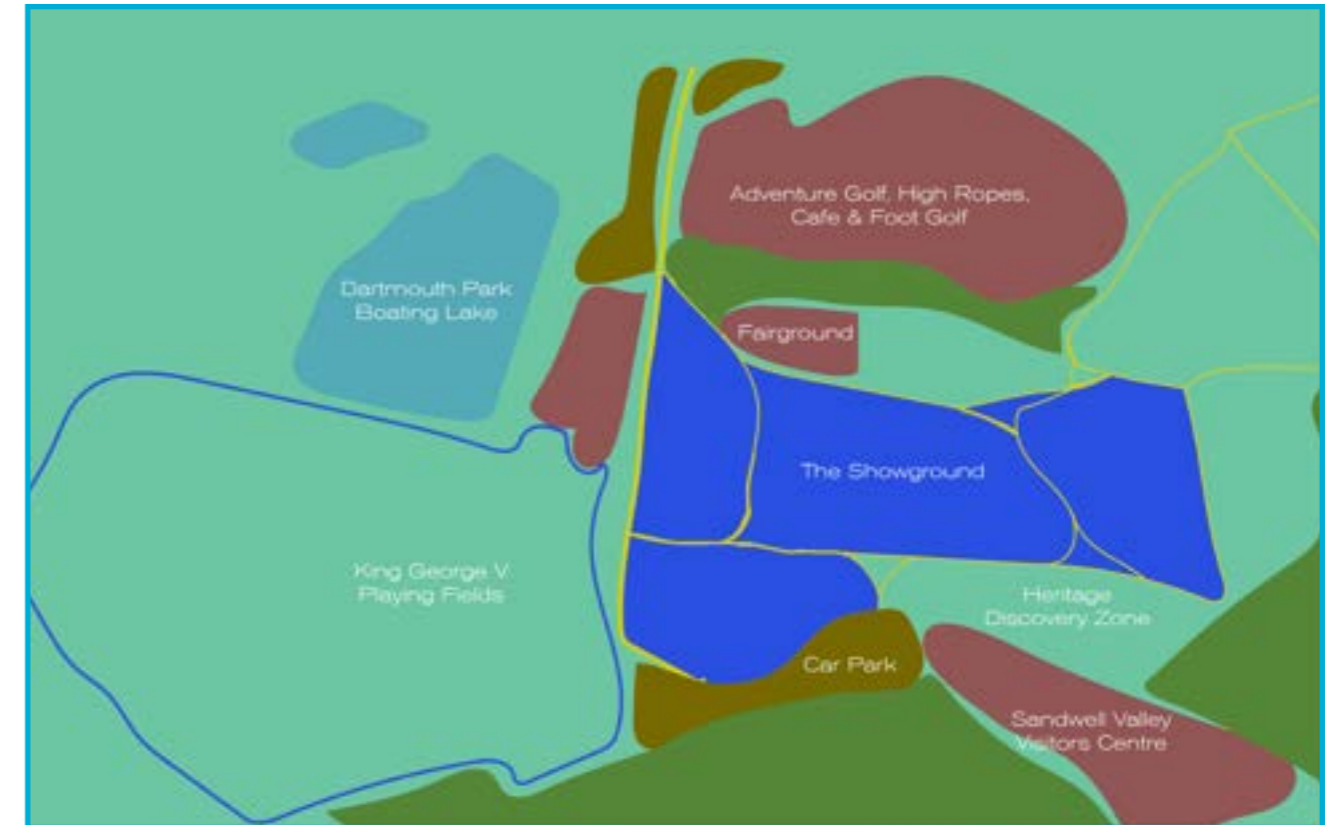 Adventure Golf, High Ropes,
Cafe & Foot Golf
Dartmouth Park
Boating Lake
Fairground
The Showground
King George V
Playing Fields
Heritage
Discovery Zone
Car Park
Sandwell Valley
Visitors Centre